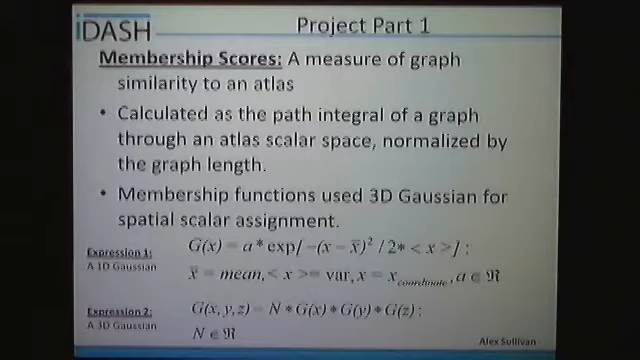 iDASH
Project Part 1
Membership Scores: A measure of graph
similarity to an atlas
• Calculated as the path integral of a graph
through an atlas scalar space, normalized by
the graph length.
• Membership functions used 3D Gaussian for
spatial scalar assignment.
Expression 1:
A 1D Gaussian
G(x) = a* exp[ −(x − x̄)² / 2* < x >] :
x̄ = mean, < x >= var, x = x_coordinate, a ∈ ℜ
Expression 2:
A 3D Gaussian
G(x, y, z) = N * G(x) * G(y) * G(z) :
N ∈ ℜ
Alex Sullivan